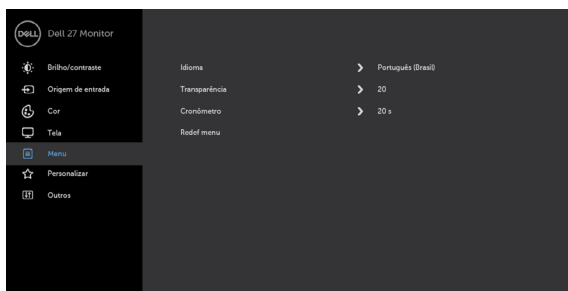 DELL Dell 27 Monitor
Brilho/contraste
Origem de entrada
Cor
Tela
Menu
Personalizar
Outros
Idioma Português (Brasil)
Transparência 20
Cronômetro 20 s
Redef menu